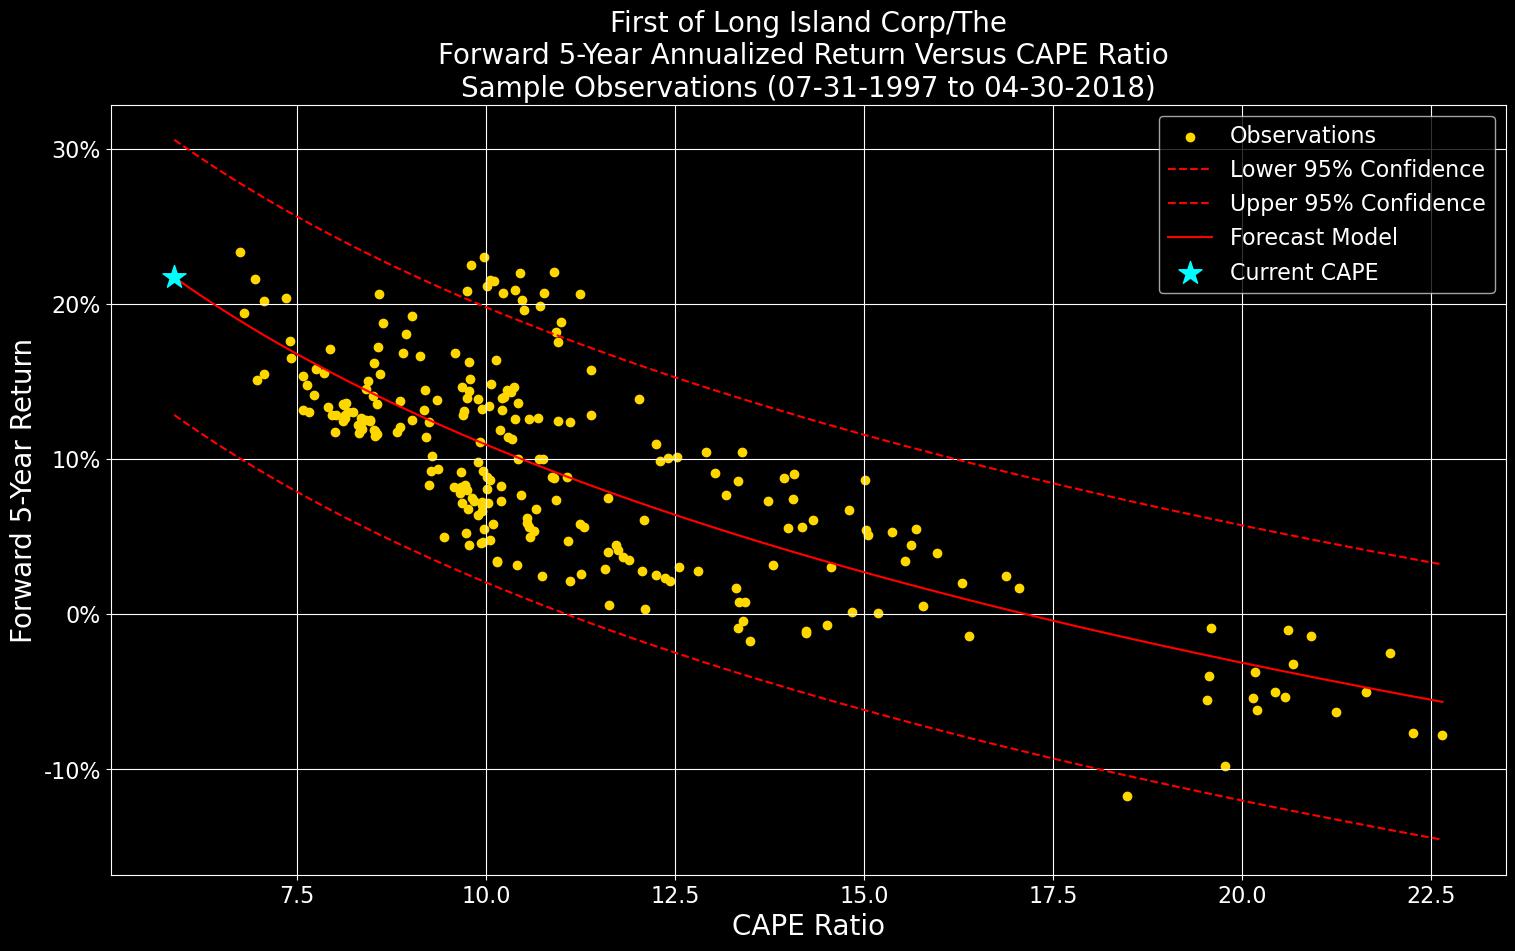 First of Long Island Corp/The
Forward 5-Year Annualized Return Versus CAPE Ratio
Sample Observations (07-31-1997 to 04-30-2018)
Observations
Lower 95% Confidence
Upper 95% Confidence
Forecast Model
Current CAPE
30%
20%
10%
0%
-10%
Forward 5-Year Return
7.5 10.0 12.5 15.0 17.5 20.0 22.5
CAPE Ratio